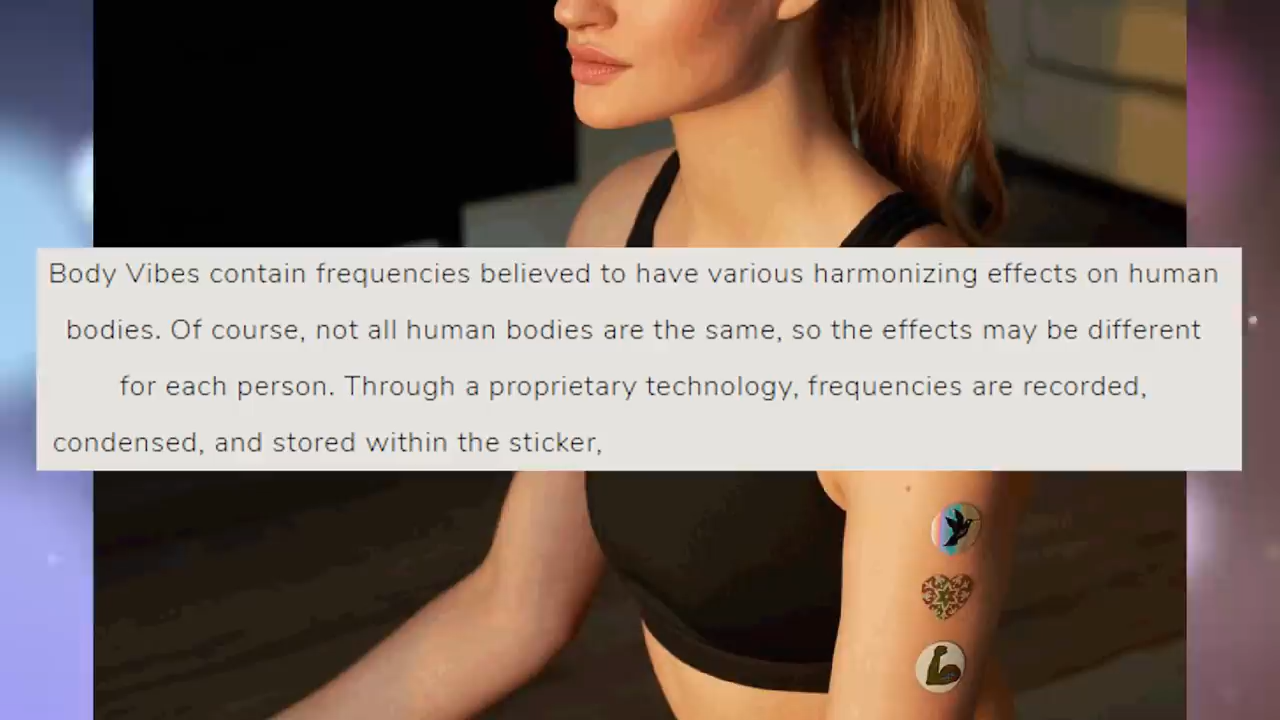 Body Vibes contain frequencies believed to have various harmonizing effects on human
bodies. Of course, not all human bodies are the same, so the effects may be different
for each person. Through a proprietary technology, frequencies are recorded,
condensed, and stored within the sticker,